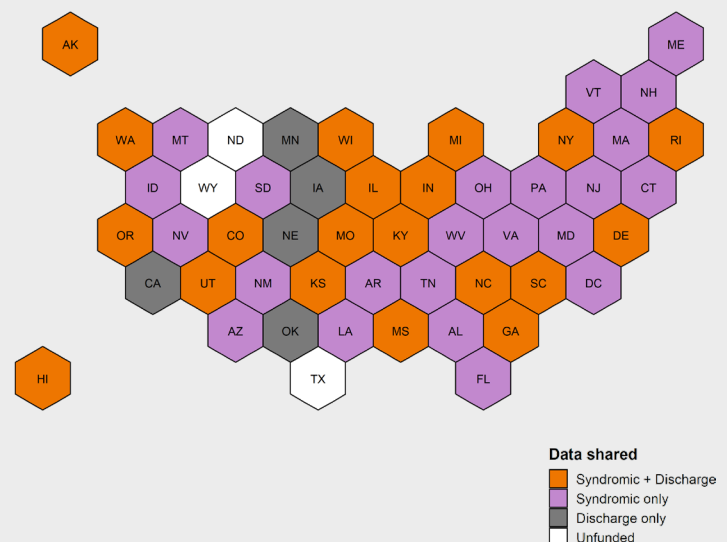 AK
ME
VT NH
WA MT ND MN WI MI NY MA RI
ID WY SD IA IL IN OH PA NJ CT
OR NV CO NE MO KY WV VA MD DE
CA UT NM KS AR TN NC SC DC
AZ OK LA MS AL GA
HI TX FL
Data shared
Syndromic + Discharge
Syndromic only
Discharge only
Unfunded